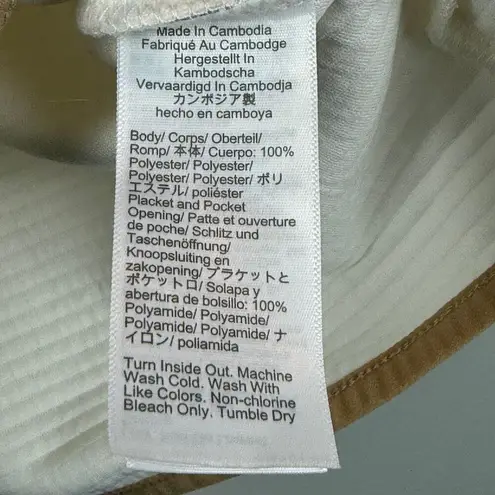 Made In Cambodia
Fabriqué Au Cambodge
Hergestellt In
Kambodscha
Vervaardigd In Cambodja
カンボジア製
hecho en camboya
Body/ Corps/ Oberteil/
Romp/ 本体/ Cuerpo: 100%
Polyester/ Polyester/
Polyester/ Polyester/ ポリ
エステル/ poliéster
Placket and Pocket
Opening/ Patte et ouverture
de poche/ Schlitz und
Taschenöffnung/
Knoopsluiting en
zakopening/ プラケットと
ポケット口/ Solapa y
abertura de bolsillo: 100%
Polyamide/ Polyamide/
Polyamide/ Polyamide/ ナ
イロン/ poliamida
Turn Inside Out. Machine
Wash Cold. Wash With
Like Colors. Non-chlorine
Bleach Only. Tumble Dry